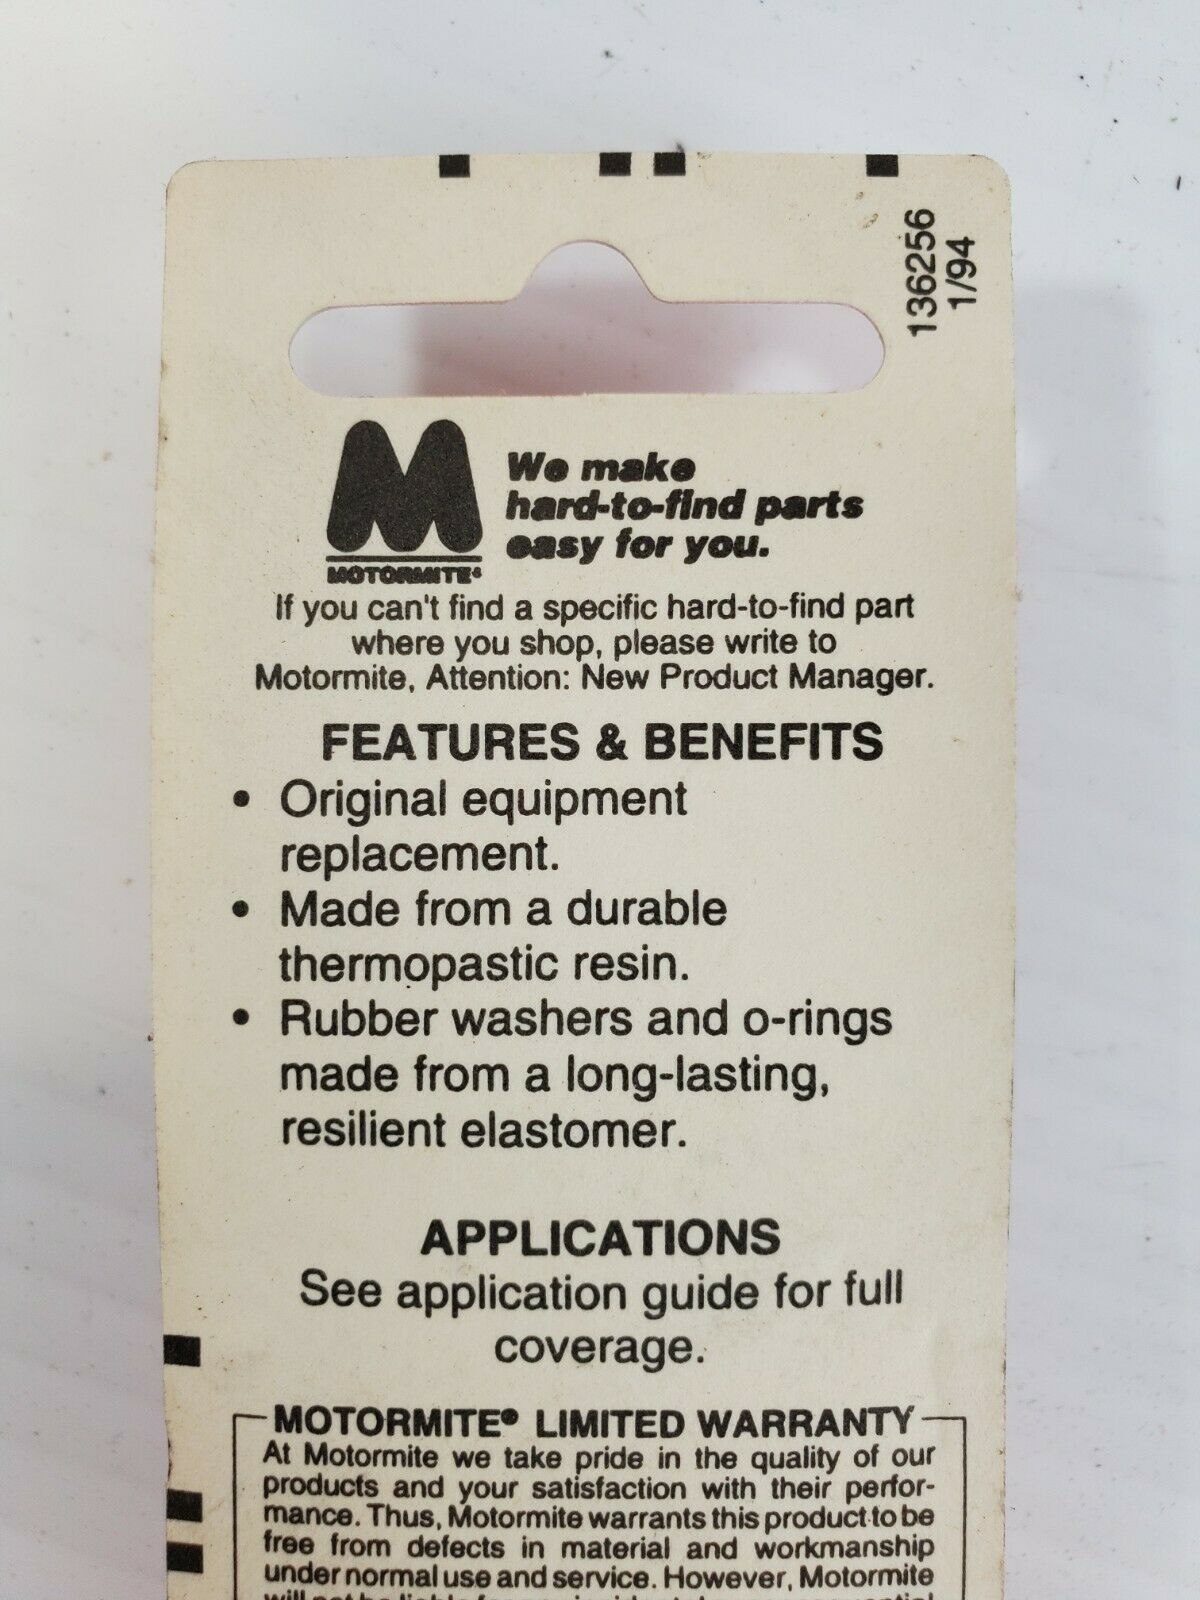 136256
1/94
We make
hard-to-find parts
easy for you.
MOTORMITE®
If you can't find a specific hard-to-find part
where you shop, please write to
Motormite, Attention: New Product Manager.
FEATURES & BENEFITS
• Original equipment
replacement.
• Made from a durable
thermopastic resin.
• Rubber washers and o-rings
made from a long-lasting,
resilient elastomer.
APPLICATIONS
See application guide for full
coverage.
MOTORMITE® LIMITED WARRANTY
At Motormite we take pride in the quality of our
products and your satisfaction with their perfor-
mance. Thus, Motormite warrants this product to be
free from defects in material and workmanship
under normal use and service. However, Motormite